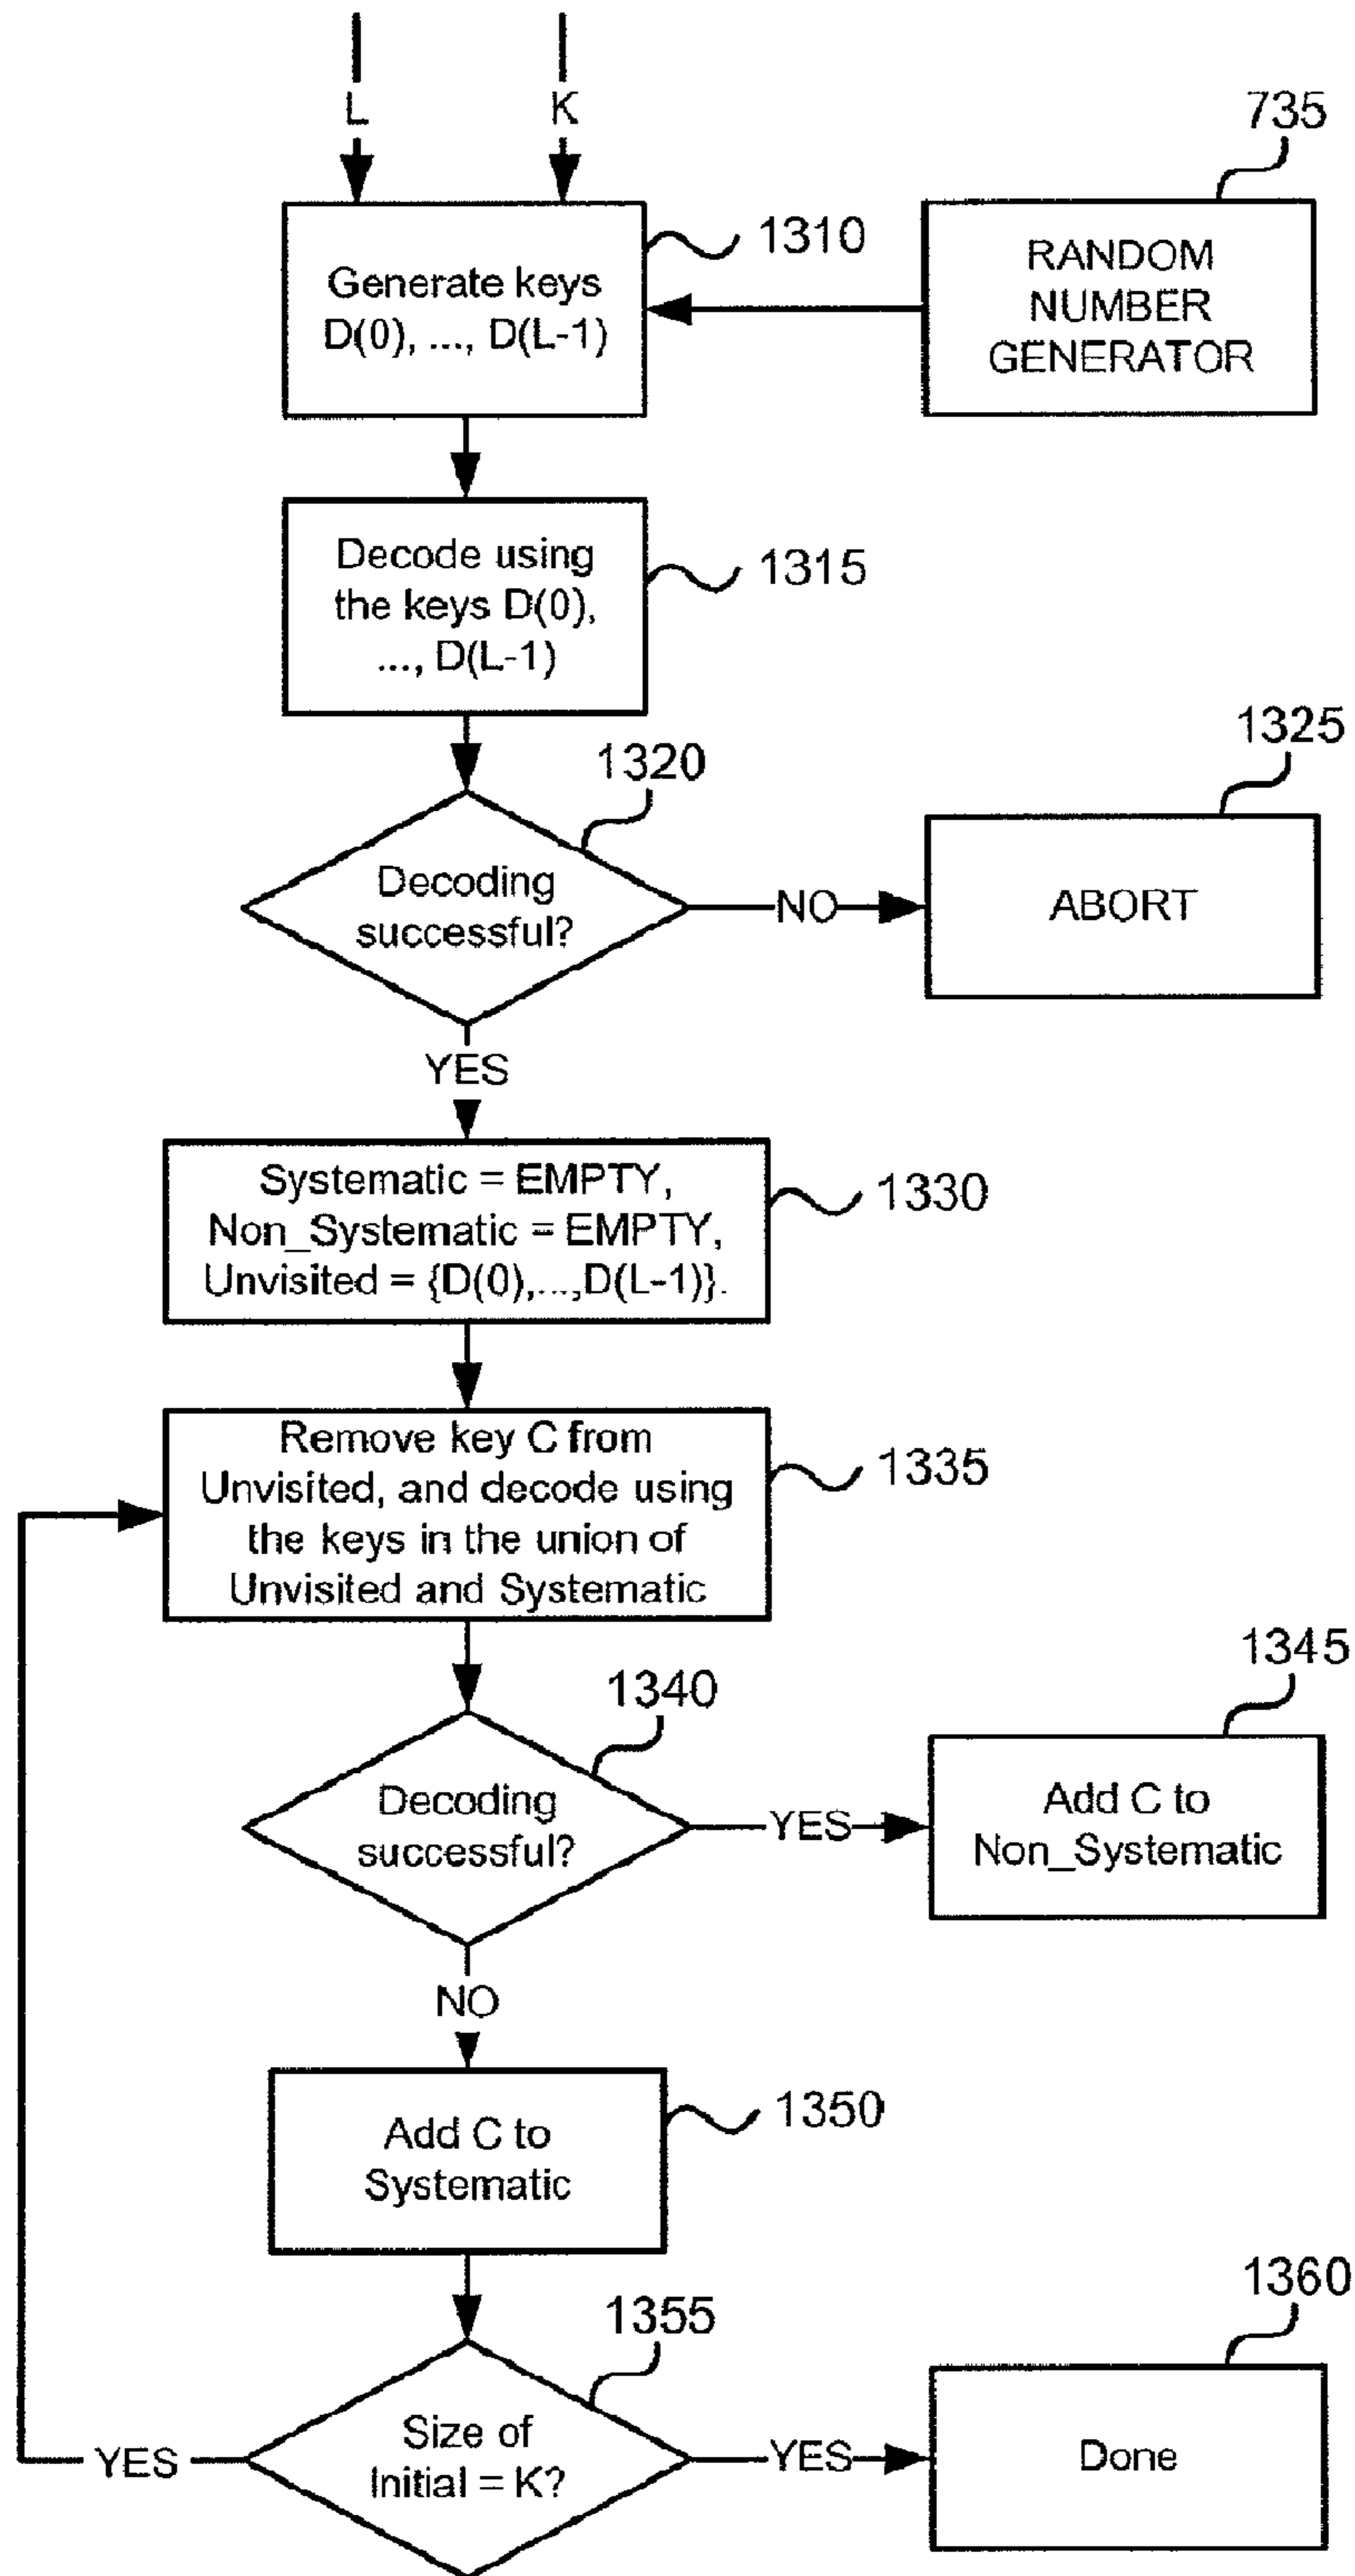 L
K
735
1310
Generate keys
D(0), ..., D(L-1)
RANDOM
NUMBER
GENERATOR
Decode using
the keys D(0),
..., D(L-1)
1315
1320
1325
Decoding
successful?
NO
ABORT
YES
Systematic = EMPTY,
Non_Systematic = EMPTY,
Unvisited = {D(0),...,D(L-1)}.
1330
Remove key C from
Unvisited, and decode using
the keys in the union of
Unvisited and Systematic
1335
1340
1345
Decoding
successful?
YES
Add C to
Non_Systematic
NO
Add C to
Systematic
1350
1355
1360
YES
Size of
Initial = K?
YES
Done